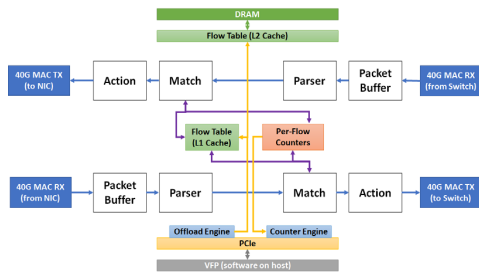 DRAM
Flow Table (L2 Cache)
40G MAC TX
(to NIC)
Action
Match
Parser
Packet
Buffer
40G MAC RX
(from Switch)
Flow Table
(L1 Cache)
Per-Flow
Counters
40G MAC RX
(from NIC)
Packet
Buffer
Parser
Match
Action
40G MAC TX
(to Switch)
Offload Engine
Counter Engine
PCIe
VFP (software on host)